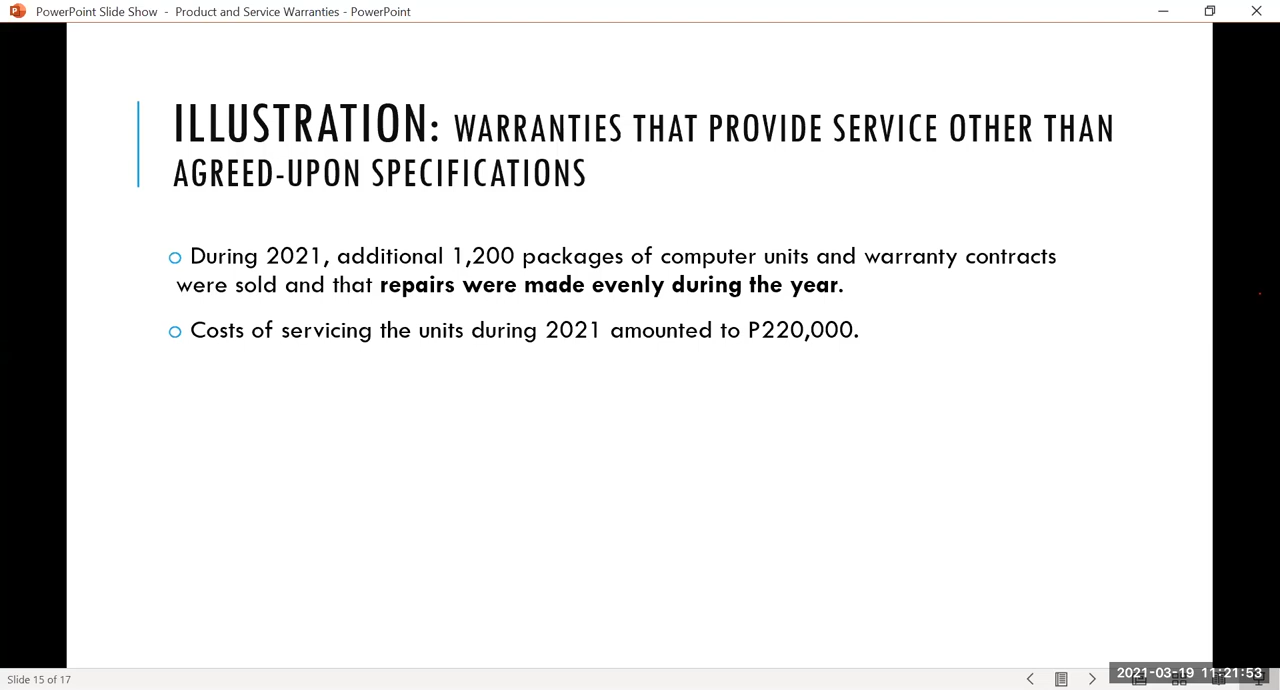 PowerPoint Slide Show - Product and Service Warranties - PowerPoint
ILLUSTRATION: WARRANTIES THAT PROVIDE SERVICE OTHER THAN
AGREED-UPON SPECIFICATIONS
During 2021, additional 1,200 packages of computer units and warranty contracts
were sold and that repairs were made evenly during the year.
Costs of servicing the units during 2021 amounted to P220,000.
Slide 15 of 17
2021-03-19 11:21:53